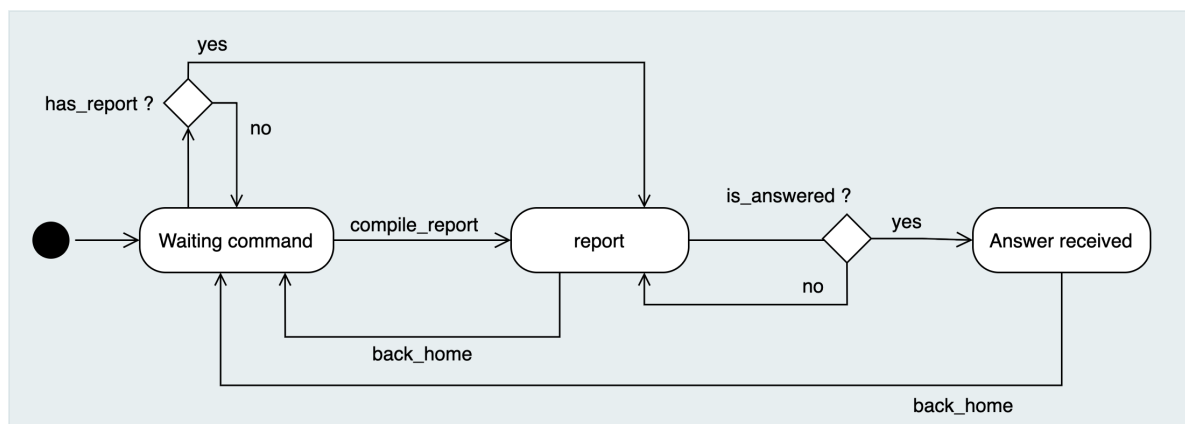 yes
has_report ?
no
is_answered ?
compile_report
yes
Waiting command
report
Answer received
no
back_home
back_home